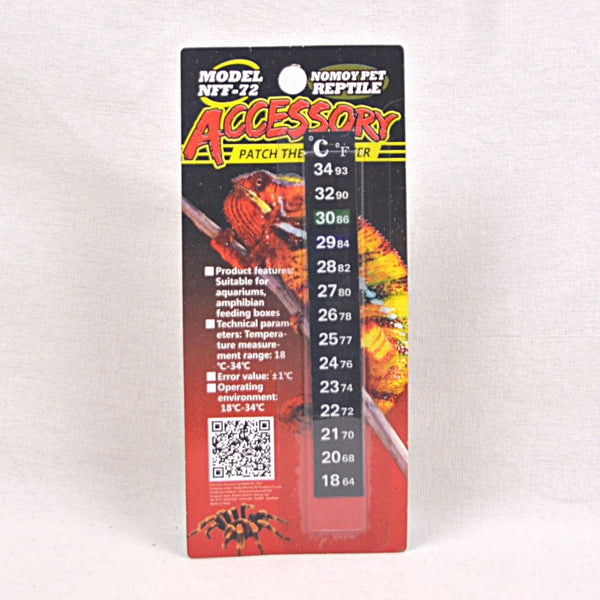 MODEL
NFF-72
NOMOY PET
REPTILE
ACCESSORY
PATCH THE
°C °F
34 93
32 90
30 86
29 84
28 82
27 80
26 78
25 77
24 76
23 74
22 72
21 70
20 68
18 64
Product features:
Suitable for
aquariums,
amphibian
feeding boxes
Technical param-
eters: Tempera-
ture measure-
ment range: 18
℃-34℃
Error value: ±1℃
Operating
environment:
18℃-34℃